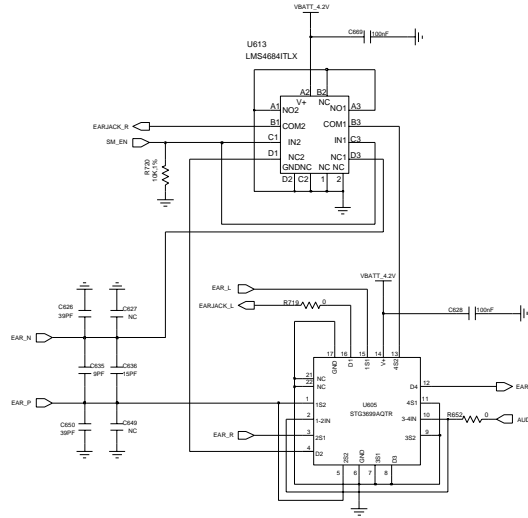 VBATT_4.2V
C669
100nF
U613
LMS4684ITLX
A2 B2
V+ NC
A1 NO2 NO1 A3
EARJACK_R B1 COM2 COM1 B3
SM_EN C1 IN2 IN1 C3
D1 NC2 NC1 D3
GND NC NC NC
D2 C2 1 2
R720
10K,1%
VBATT_4.2V
EAR_L
EARJACK_L R719 0
C628 100nF
C626
39PF
C627
NC
EAR_N
C635
9PF
C636
15PF
EAR_P
C650
39PF
C649
NC
17 16 15 14 13
GND D1 1S1 V+ 4S2
21 NC
22 NC
1 1S2
2 1-2IN
EAR_R 3 2S1
4 D2
U605
STG3699AQTR
D4 12 EAR
4S1 11
3-4IN 10 R652 0 AUD
3S2 9
2S2 GND 3S1 D3
5 6 7 8